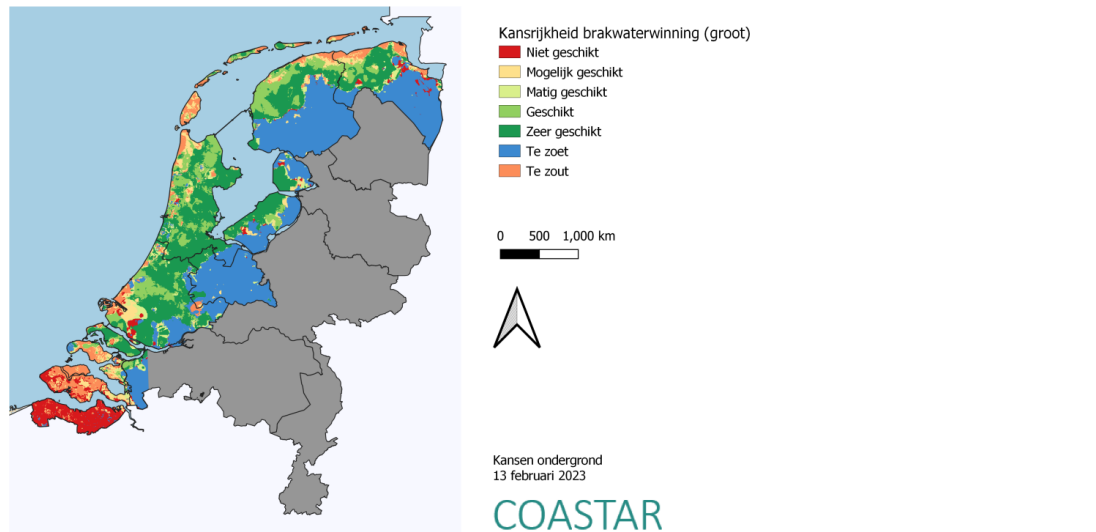 Kansrijkheid brakwaterwinning (groot)
Niet geschikt
Mogelijk geschikt
Matig geschikt
Geschikt
Zeer geschikt
Te zoet
Te zout
0 500 1,000 km
Kansen ondergrond
13 februari 2023
COASTAR